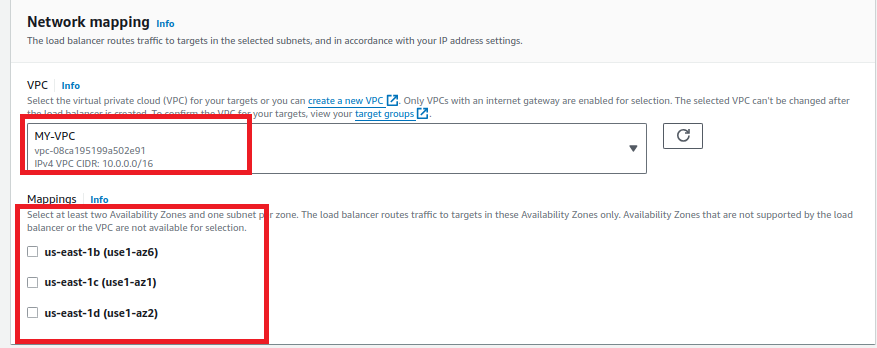 Network mapping Info
The load balancer routes traffic to targets in the selected subnets, and in accordance with your IP address settings.
VPC Info
Select the virtual private cloud (VPC) for your targets or you can create a new VPC. Only VPCs with an internet gateway are enabled for selection. The selected VPC can't be changed after
the load balancer is created. To confirm the VPC for your targets, view your target groups.
MY-VPC
vpc-08ca195199a502e91
IPv4 VPC CIDR: 10.0.0.0/16
Mappings Info
Select at least two Availability Zones and one subnet per zone. The load balancer routes traffic to targets in these Availability Zones only. Availability Zones that are not supported by the load
balancer or the VPC are not available for selection.
us-east-1b (use1-az6)
us-east-1c (use1-az1)
us-east-1d (use1-az2)